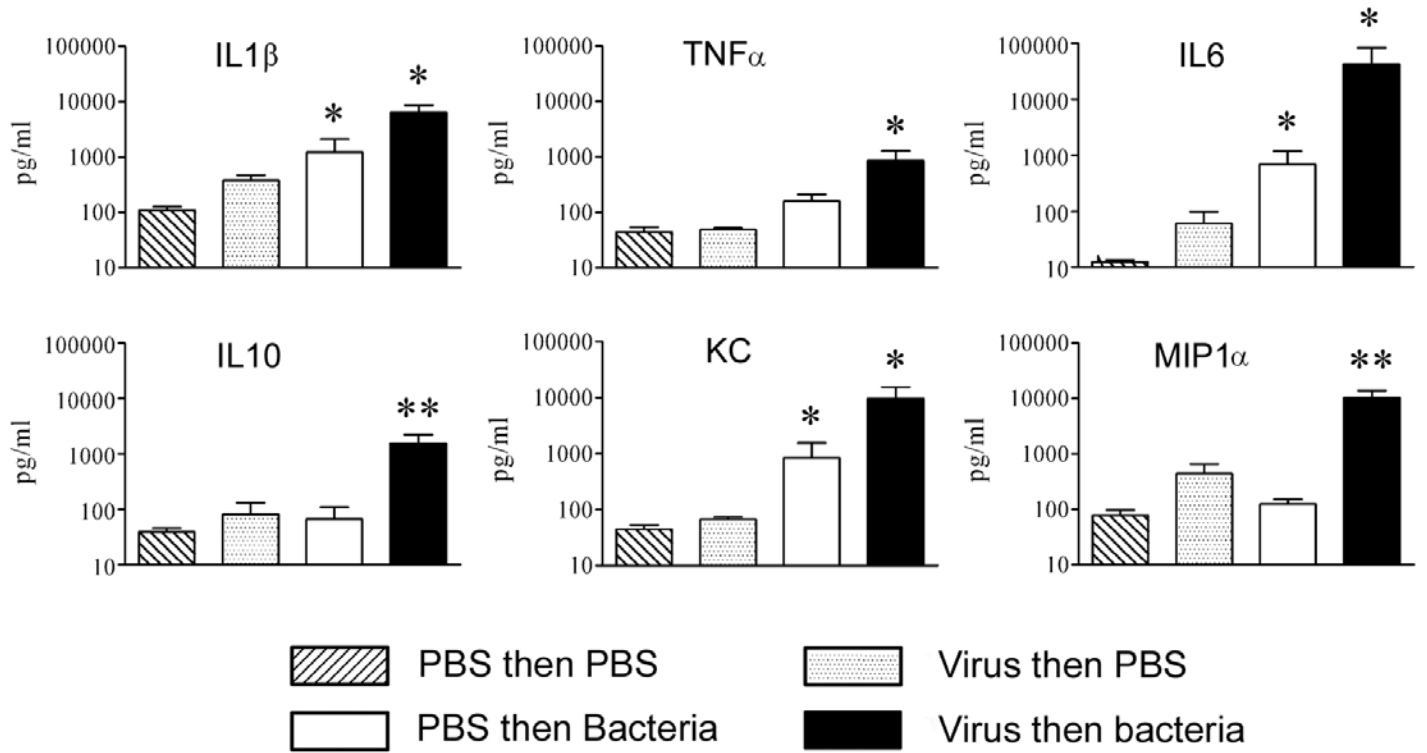 IL1β
pg/ml
100000
10000
1000
100
10
*
*
TNFα
pg/ml
100000
10000
1000
100
10
*
IL6
pg/ml
100000
10000
1000
100
10
*
*
IL10
pg/ml
100000
10000
1000
100
10
**
KC
pg/ml
100000
10000
1000
100
10
*
*
MIP1α
pg/ml
100000
10000
1000
100
10
**
PBS then PBS
Virus then PBS
PBS then Bacteria
Virus then bacteria